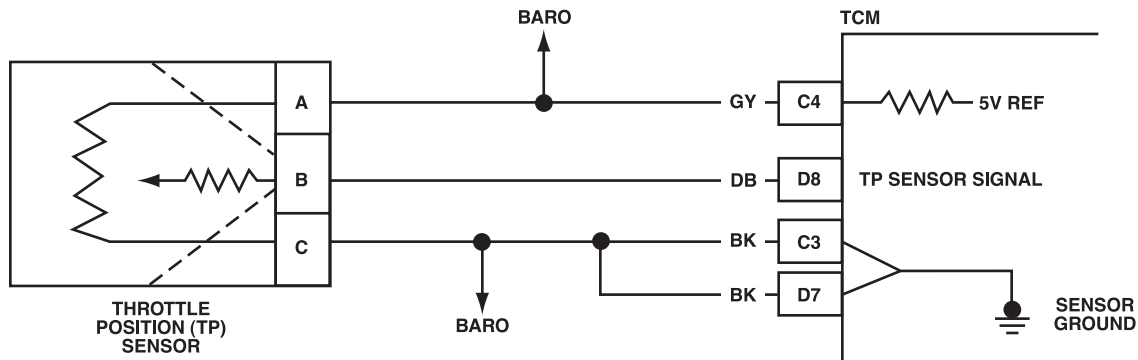 BARO
TCM
A
GY
C4
5V REF
B
DB
D8
TP SENSOR SIGNAL
C
BK
C3
BK
D7
BARO
THROTTLE
POSITION (TP)
SENSOR
SENSOR
GROUND